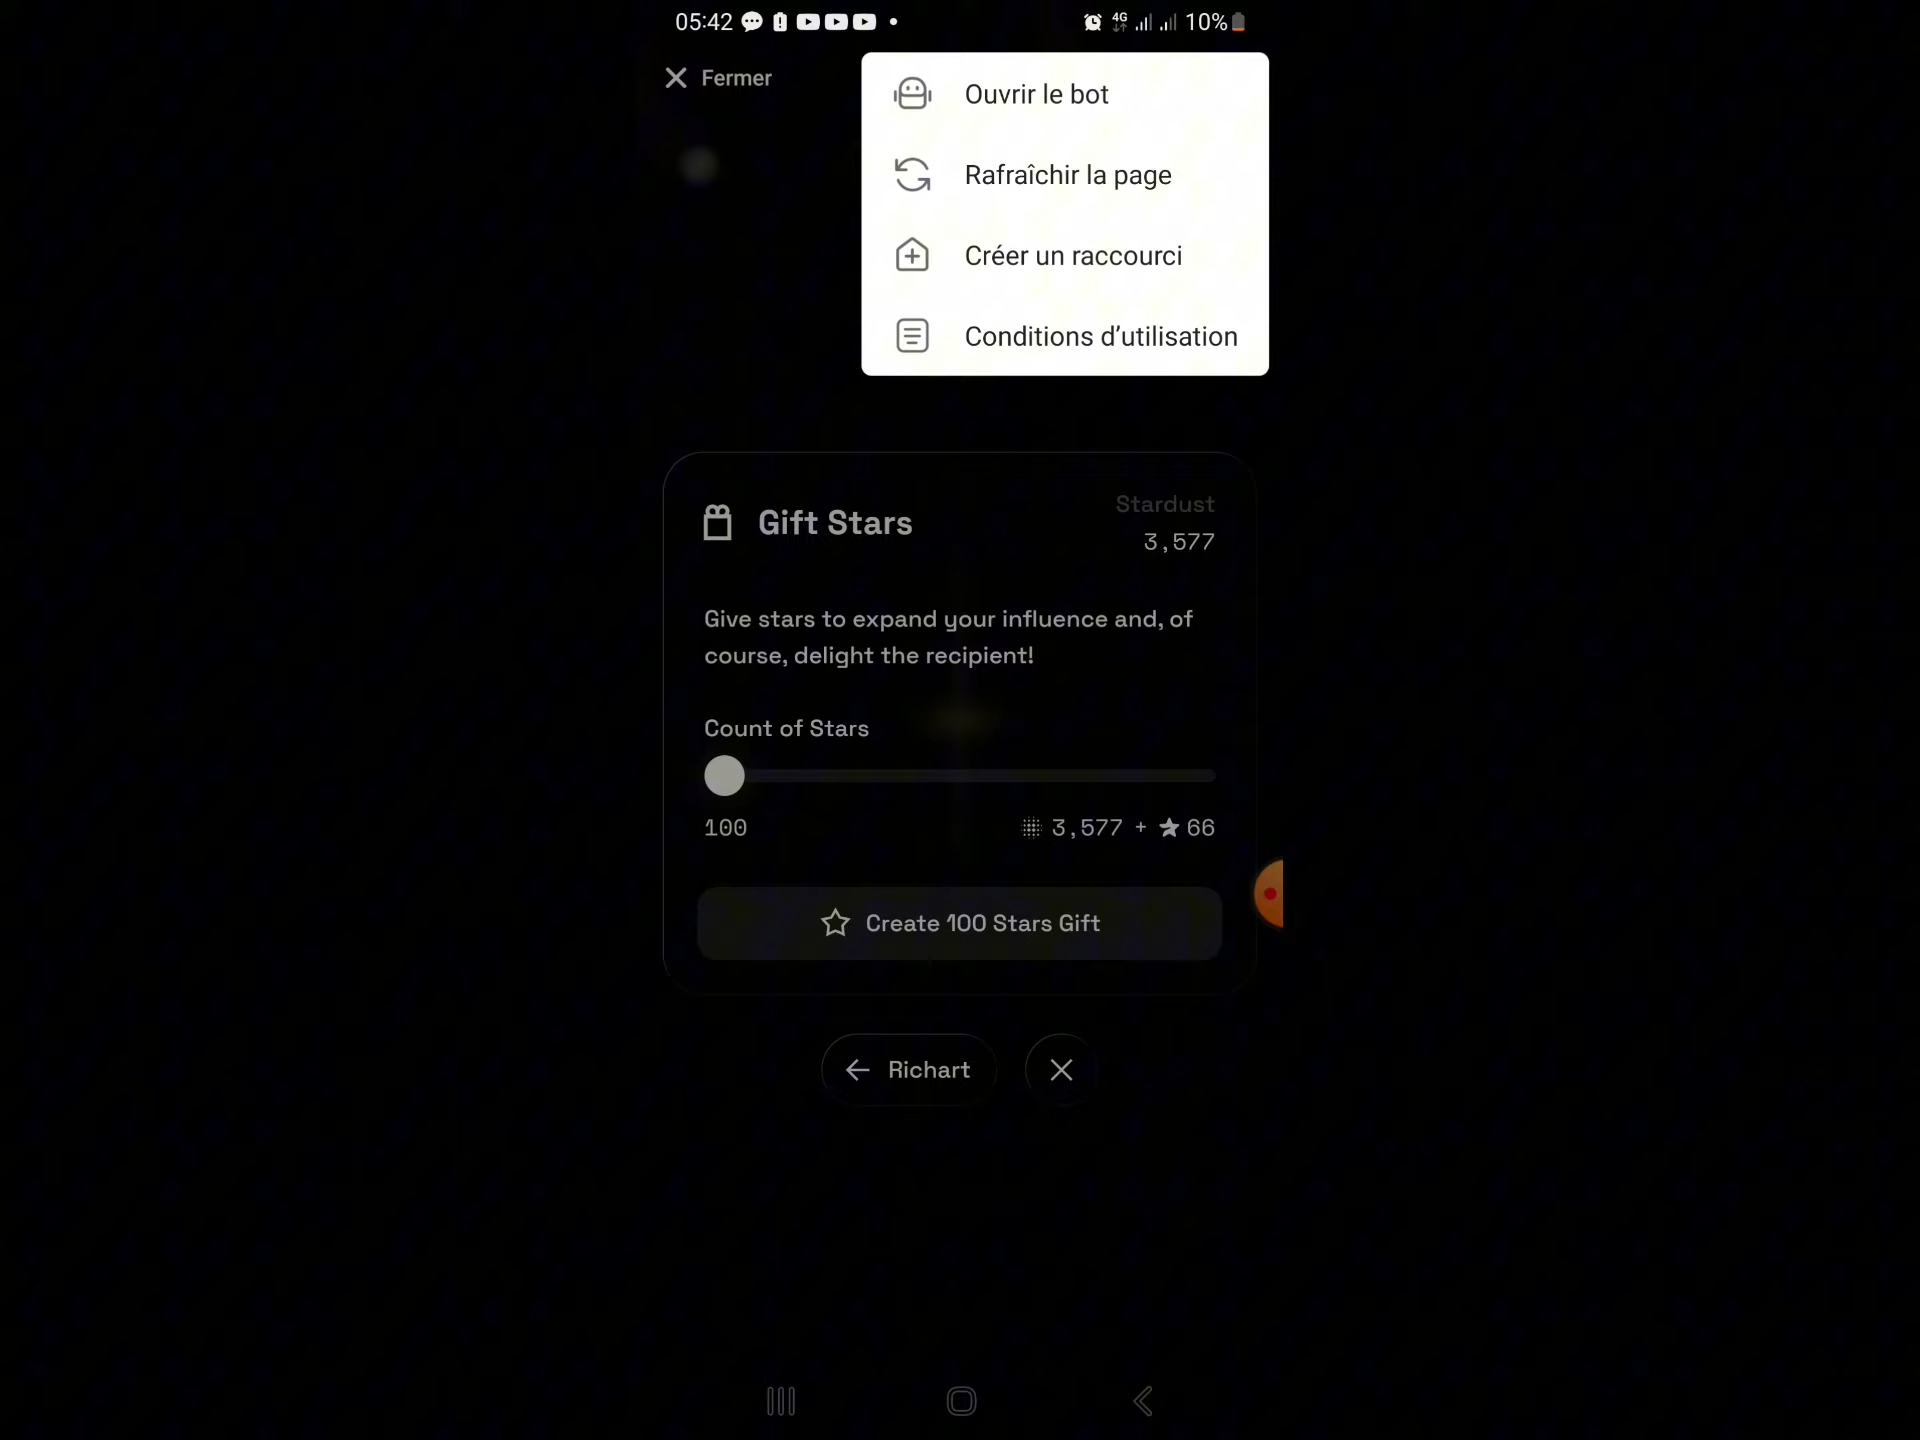 05:42
4G
10%
Fermer
Ouvrir le bot
Rafraîchir la page
Créer un raccourci
Conditions d’utilisation
Gift Stars
Stardust
3,577
Give stars to expand your influence and, of
course, delight the recipient!
Count of Stars
100
3,577 + 66
Create 100 Stars Gift
Richart